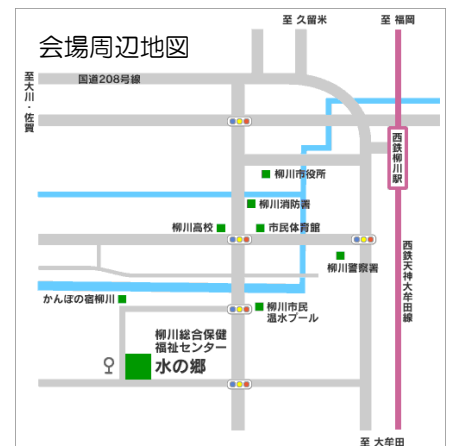 至 久留米
至 福岡
会場周辺地図
国道208号線
至大川・佐賀
西鉄柳川駅
柳川市役所
柳川消防署
柳川高校
市民体育館
柳川警察署
西鉄天神大牟田線
かんぽの宿柳川
柳川市民
温水プール
柳川総合保健
福祉センター
水の郷
至 大牟田